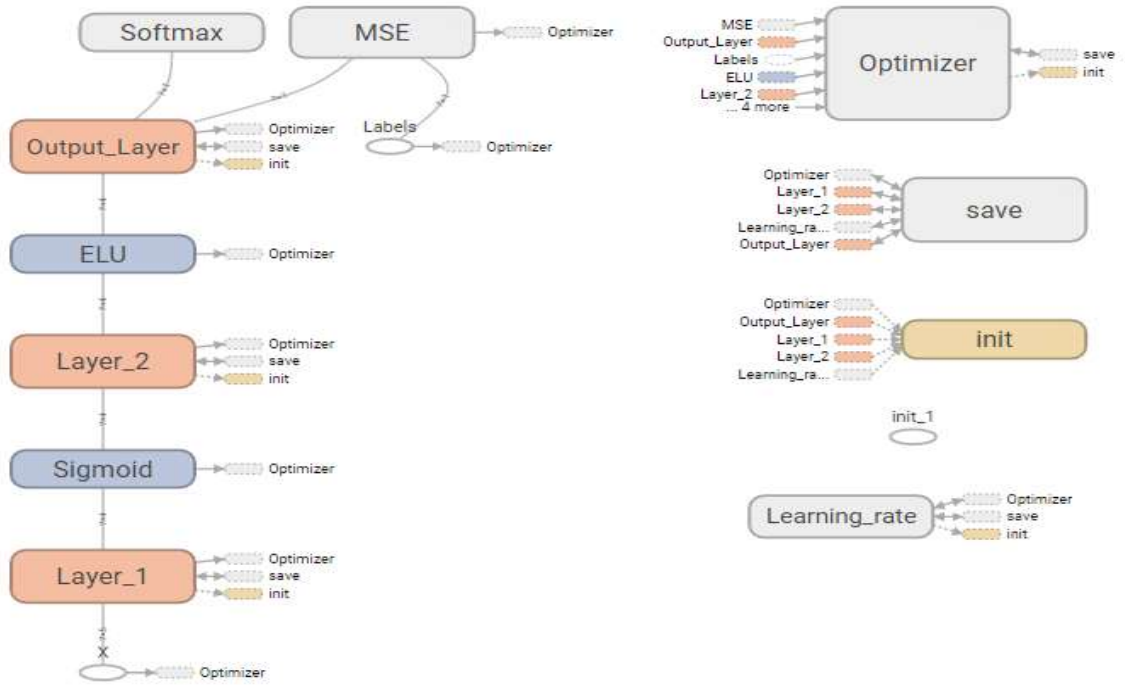 Softmax
MSE
Optimizer
Output_Layer
Optimizer
save
init
Labels
Optimizer
ELU
Optimizer
Layer_2
Optimizer
save
init
Sigmoid
Optimizer
Layer_1
Optimizer
save
init
X
Optimizer
MSE
Output_Layer
Labels
ELU
Layer_2
... 4 more
Optimizer
save
init
Optimizer
Layer_1
Layer_2
Learning_ra...
Output_Layer
save
Optimizer
Output_Layer
Layer_1
Layer_2
Learning_ra...
init
init_1
Learning_rate
Optimizer
save
init